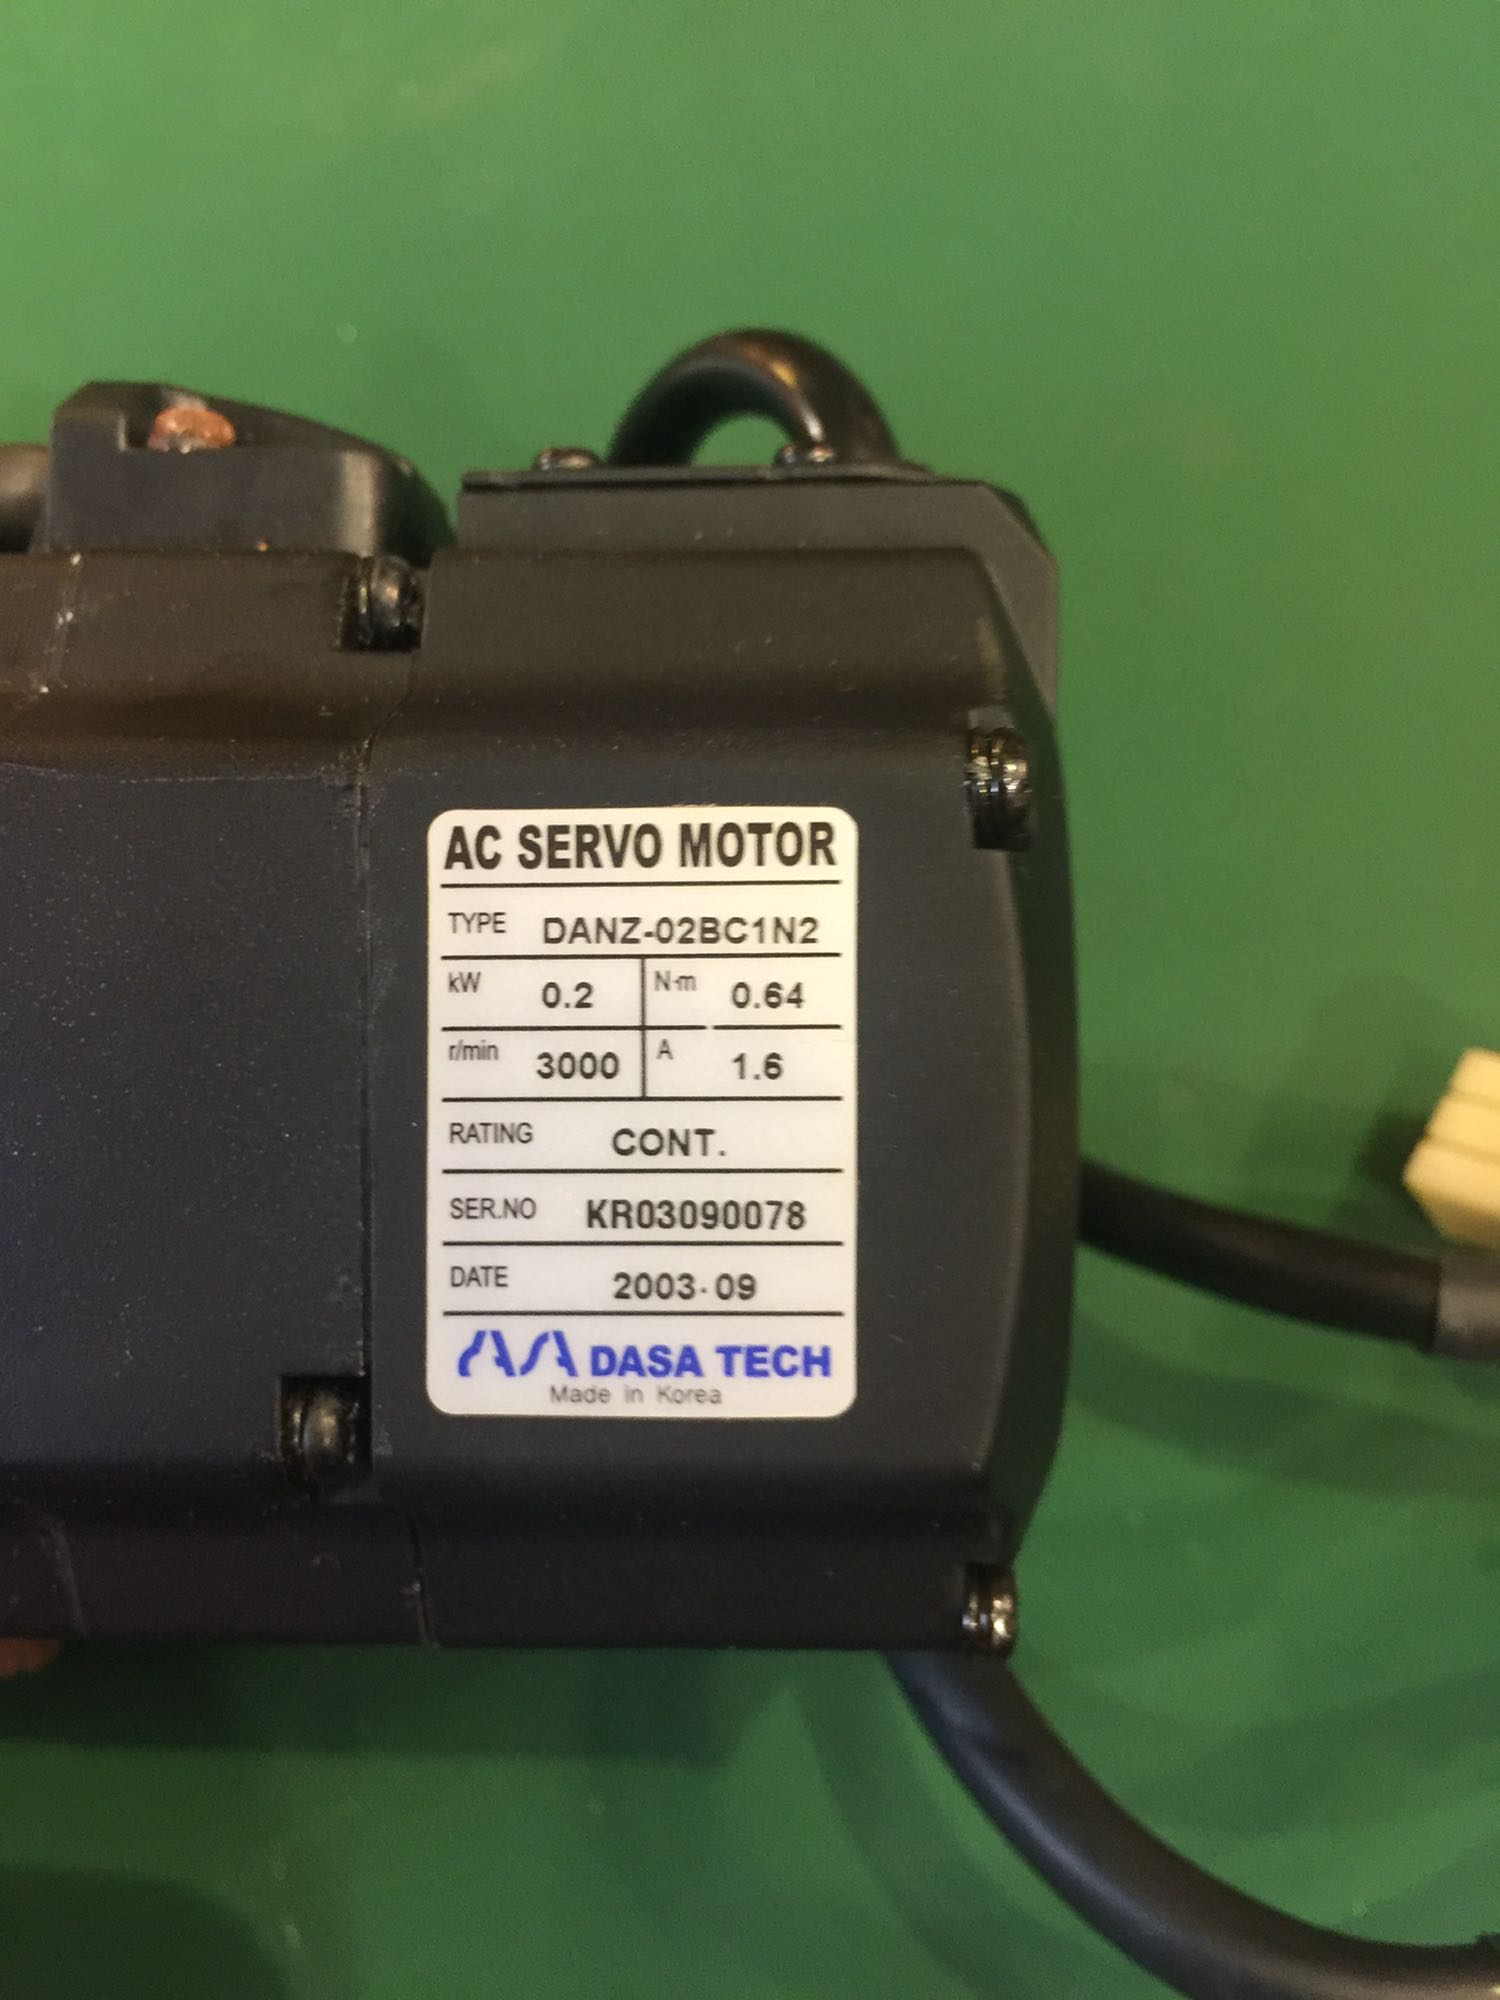 AC SERVO MOTOR
TYPE DANZ-02BC1N2
kW 0.2 N·m 0.64
r/min 3000 A 1.6
RATING CONT.
SER.NO KR03090078
DATE 2003·09
DASA TECH
Made in Korea